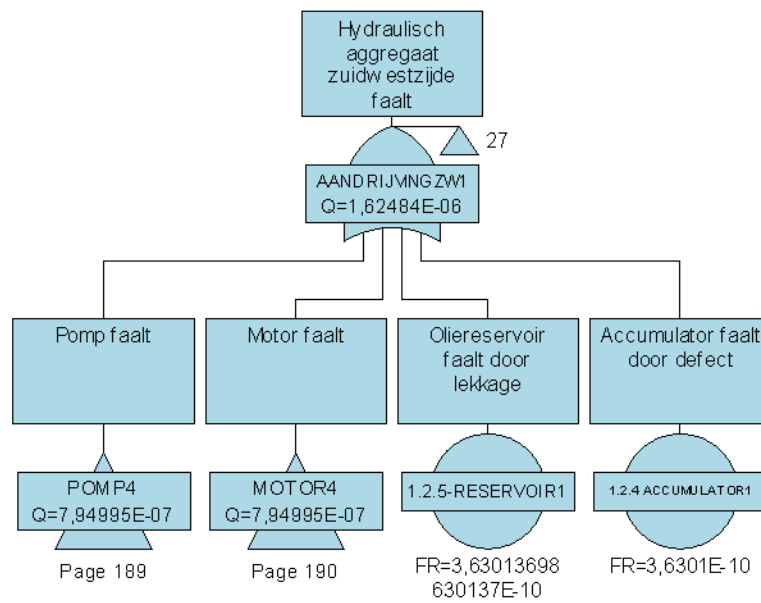 Hydraulisch
aggregaat
zuidwestzijde
faalt
27
AANDRIJVINGZW1
Q=1,62484E-06
Pomp faalt
Motor faalt
Oliereservoir
faalt door
lekkage
Accumulator faalt
door defect
POMP4
Q=7,94995E-07
MOTOR4
Q=7,94995E-07
1.2.5-RESERVOIR1
1.2.4 ACCUMULATOR1
Page 189
Page 190
FR=3,63013698
630137E-10
FR=3,6301E-10